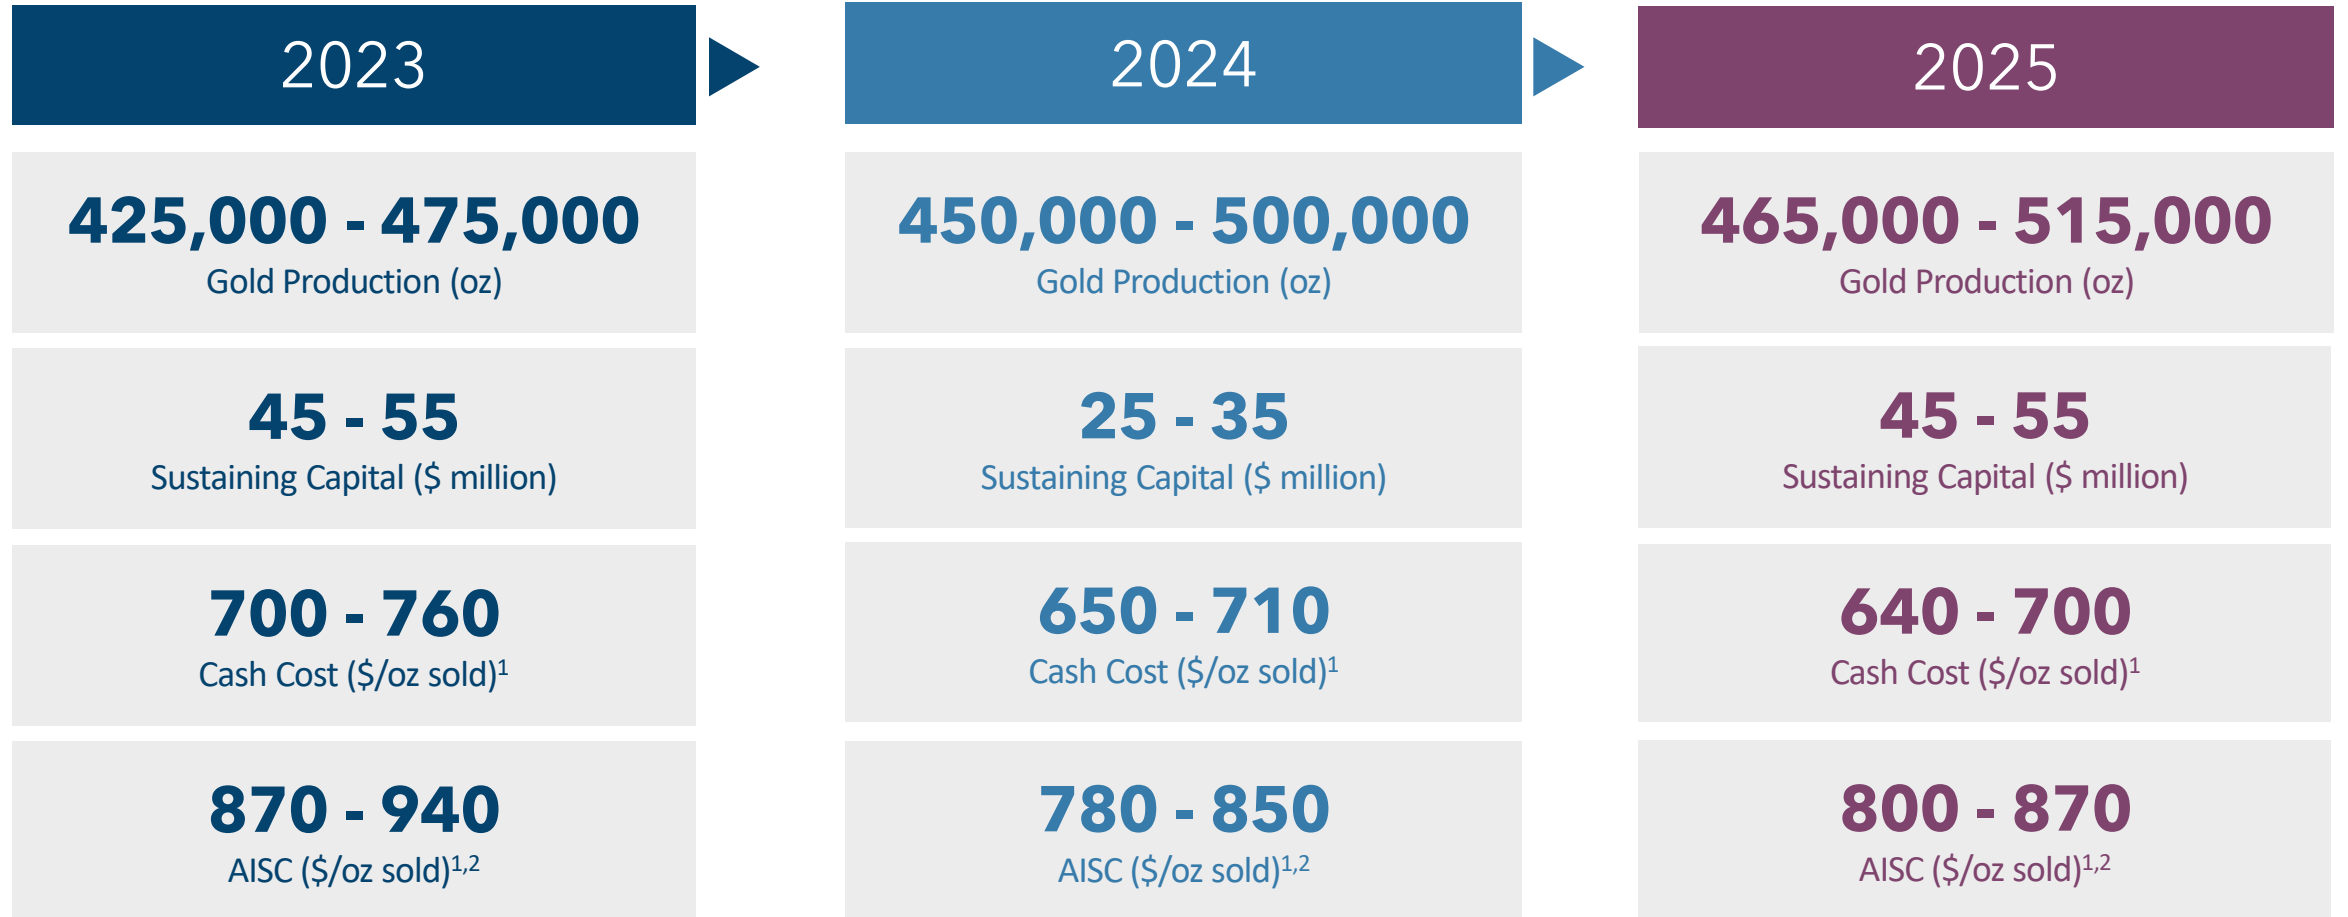 2023
425,000 - 475,000
Gold Production (oz)
45 - 55
Sustaining Capital ($ million)
700 - 760
Cash Cost ($/oz sold)¹
870 - 940
AISC ($/oz sold)¹,²
2024
450,000 - 500,000
Gold Production (oz)
25 - 35
Sustaining Capital ($ million)
650 - 710
Cash Cost ($/oz sold)¹
780 - 850
AISC ($/oz sold)¹,²
2025
465,000 - 515,000
Gold Production (oz)
45 - 55
Sustaining Capital ($ million)
640 - 700
Cash Cost ($/oz sold)¹
800 - 870
AISC ($/oz sold)¹,²